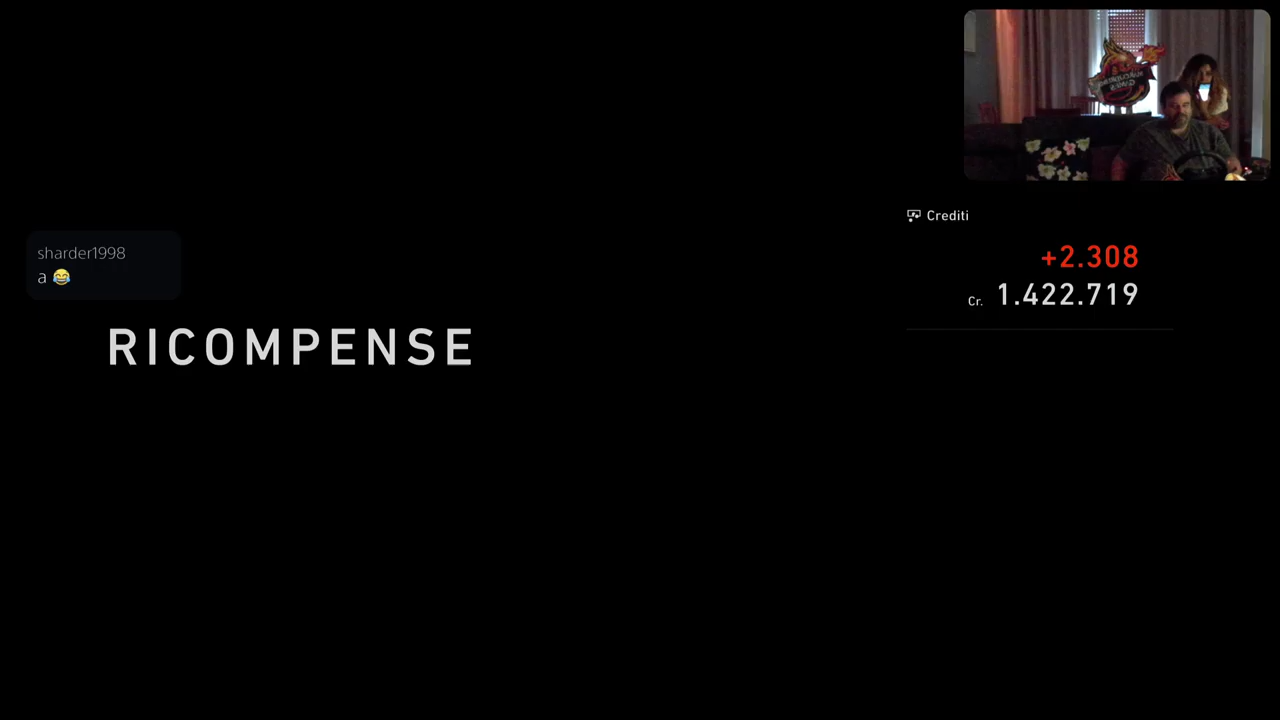 Crediti
+2.308
Cr. 1.422.719
sharder1998
a 😂
RICOMPENSE